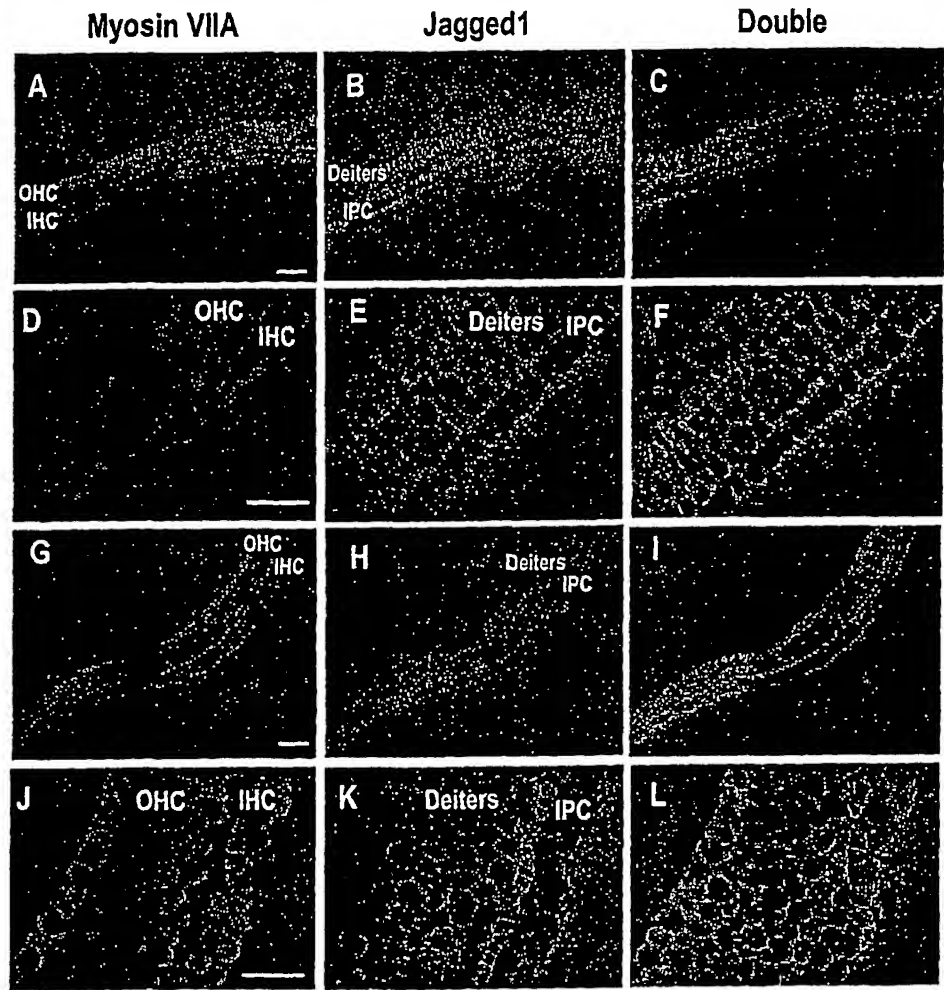 Myosin VIIA Jagged1 Double
A B C
Deiters
OHC IPC
IHC
D OHC E Deiters IPC F
IHC
G OHC H Deiters I
IHC IPC
J OHC IHC K Deiters IPC L